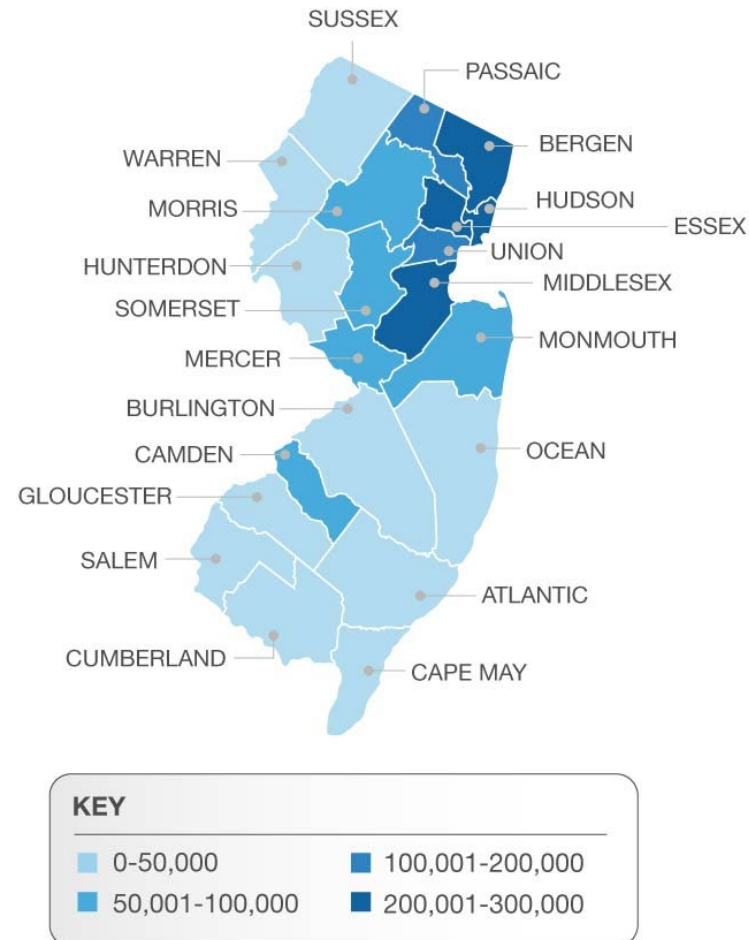 SUSSEX
PASSAIC
BERGEN
WARREN
HUDSON
MORRIS
ESSEX
UNION
HUNTERDON
MIDDLESEX
SOMERSET
MONMOUTH
MERCER
BURLINGTON
OCEAN
CAMDEN
GLOUCESTER
SALEM
ATLANTIC
CUMBERLAND
CAPE MAY
KEY
0-50,000
100,001-200,000
50,001-100,000
200,001-300,000